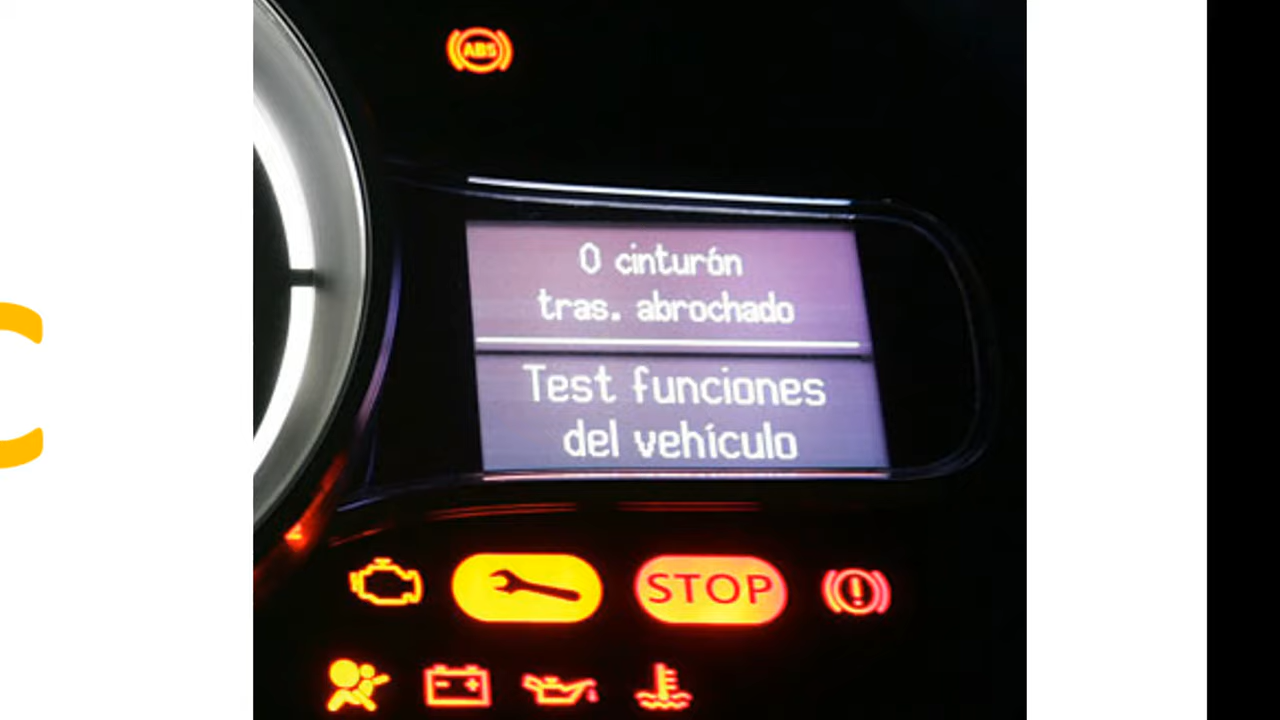 ABS
0 cinturón
tras. abrochado
Test funciones
del vehículo
STOP